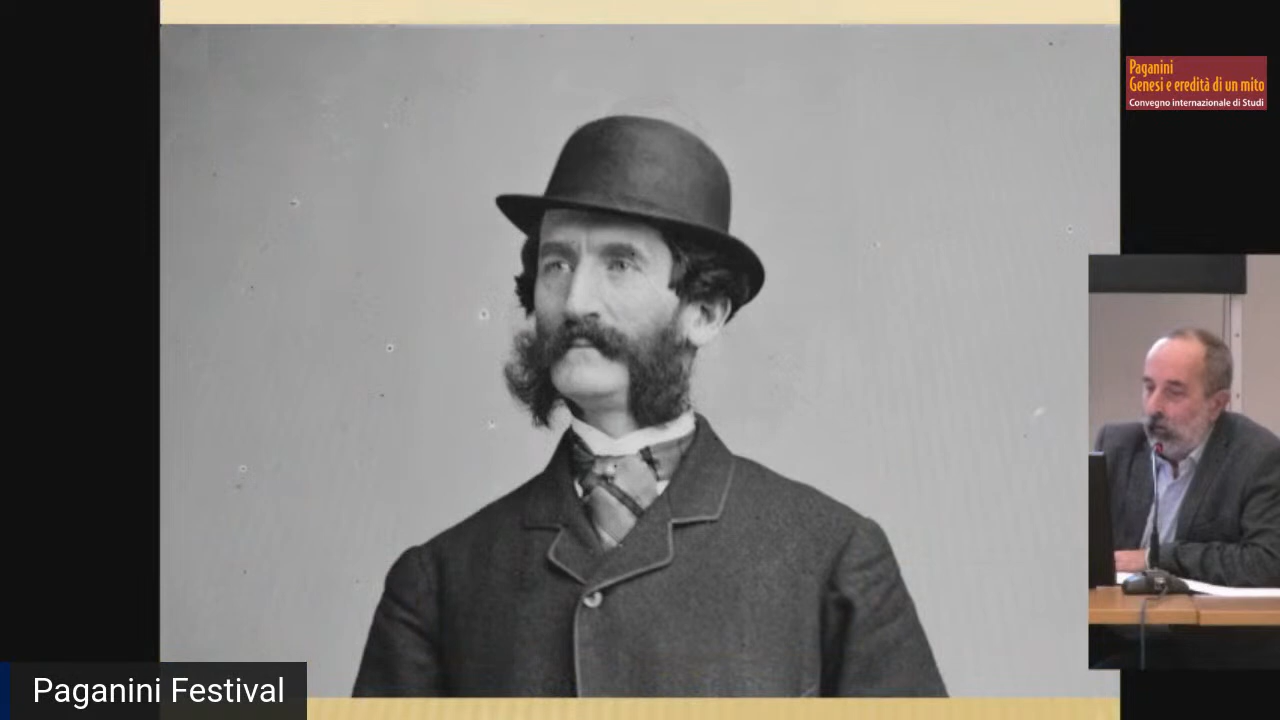 Paganini
Genesi e eredità di un mito
Convegno internazionale di Studi
Paganini Festival